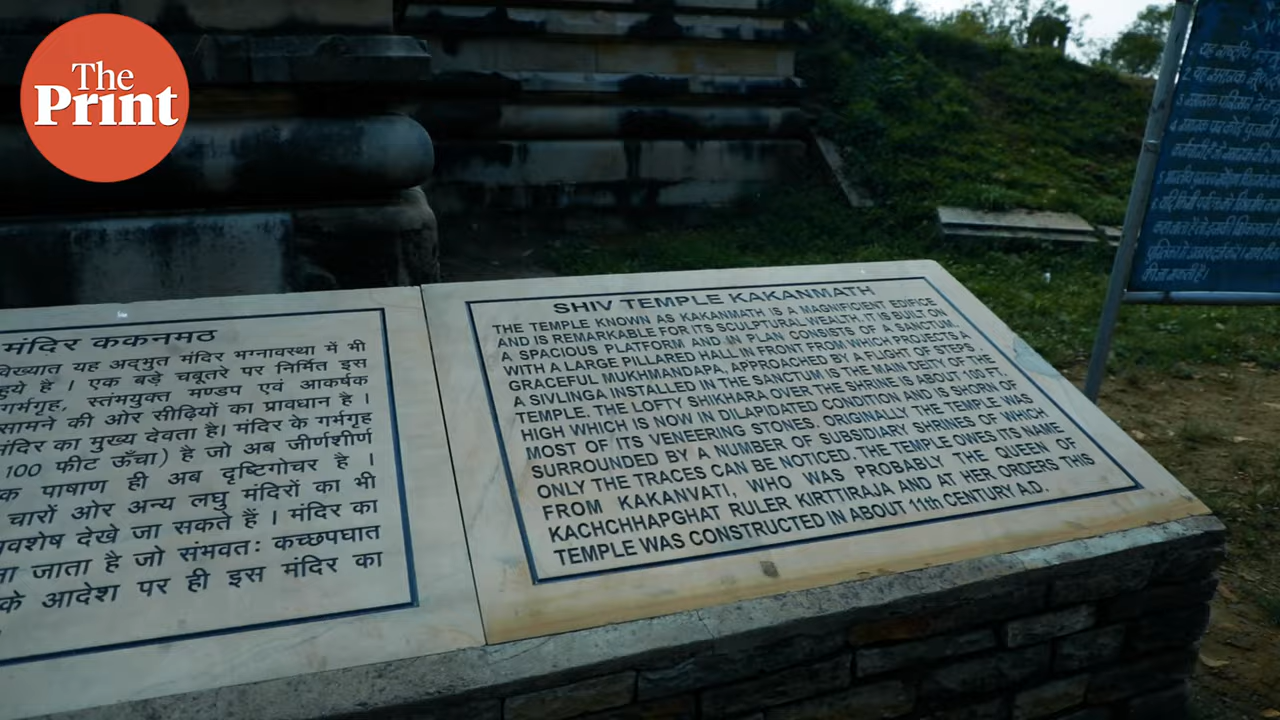 The
Print
मंदिर ककनमठ
विख्यात यह अद्भुत मंदिर भग्नावस्था में भी
हुये है । एक बड़े चबूतरे पर निर्मित इस
गर्भगृह, स्तंभयुक्त मण्डप एवं आकर्षक
सामने की ओर सीढ़ियों का प्रावधान है ।
मंदिर का मुख्य देवता है। मंदिर के गर्भगृह
100 फीट ऊँचा) है जो अब जीर्णशीर्ण
पाषाण ही अब दृष्टिगोचर है ।
चारों ओर अन्य लघु मंदिरों का भी
अवशेष देखे जा सकते हैं । मंदिर का
जाता है जो संभवत: कच्छपघात
के आदेश पर ही इस मंदिर का
SHIV TEMPLE KAKANMATH
THE TEMPLE KNOWN AS KAKANMATH IS A MAGNIFICIENT EDIFICE
AND IS REMARKABLE FOR ITS SCULPTURAL WEALTH. IT IS BUILT ON
A SPACIOUS PLATFORM AND IN PLAN CONSISTS OF A SANCTUM,
WITH A LARGE PILLARED HALL IN FRONT FROM WHICH PROJECTS A
GRACEFUL MUKHMANDAPA, APPROACHED BY A FLIGHT OF STEPS.
A SIVLINGA INSTALLED IN THE SANCTUM IS THE MAIN DEITY OF THE
TEMPLE. THE LOFTY SHIKHARA OVER THE SHRINE IS ABOUT 100 FT
HIGH WHICH IS NOW IN DILAPIDATED CONDITION AND IS SHORN OF
MOST OF ITS VENEERING STONES. ORIGINALLY THE TEMPLE WAS
SURROUNDED BY A NUMBER OF SUBSIDIARY SHRINES OF WHICH
ONLY THE TRACES CAN BE NOTICED. THE TEMPLE OWES ITS NAME
FROM KAKANVATI, WHO WAS PROBABLY THE QUEEN OF
KACHCHHAPGHAT RULER KIRTTIRAJA AND AT HER ORDERS THIS
TEMPLE WAS CONSTRUCTED IN ABOUT 11th CENTURY A.D.